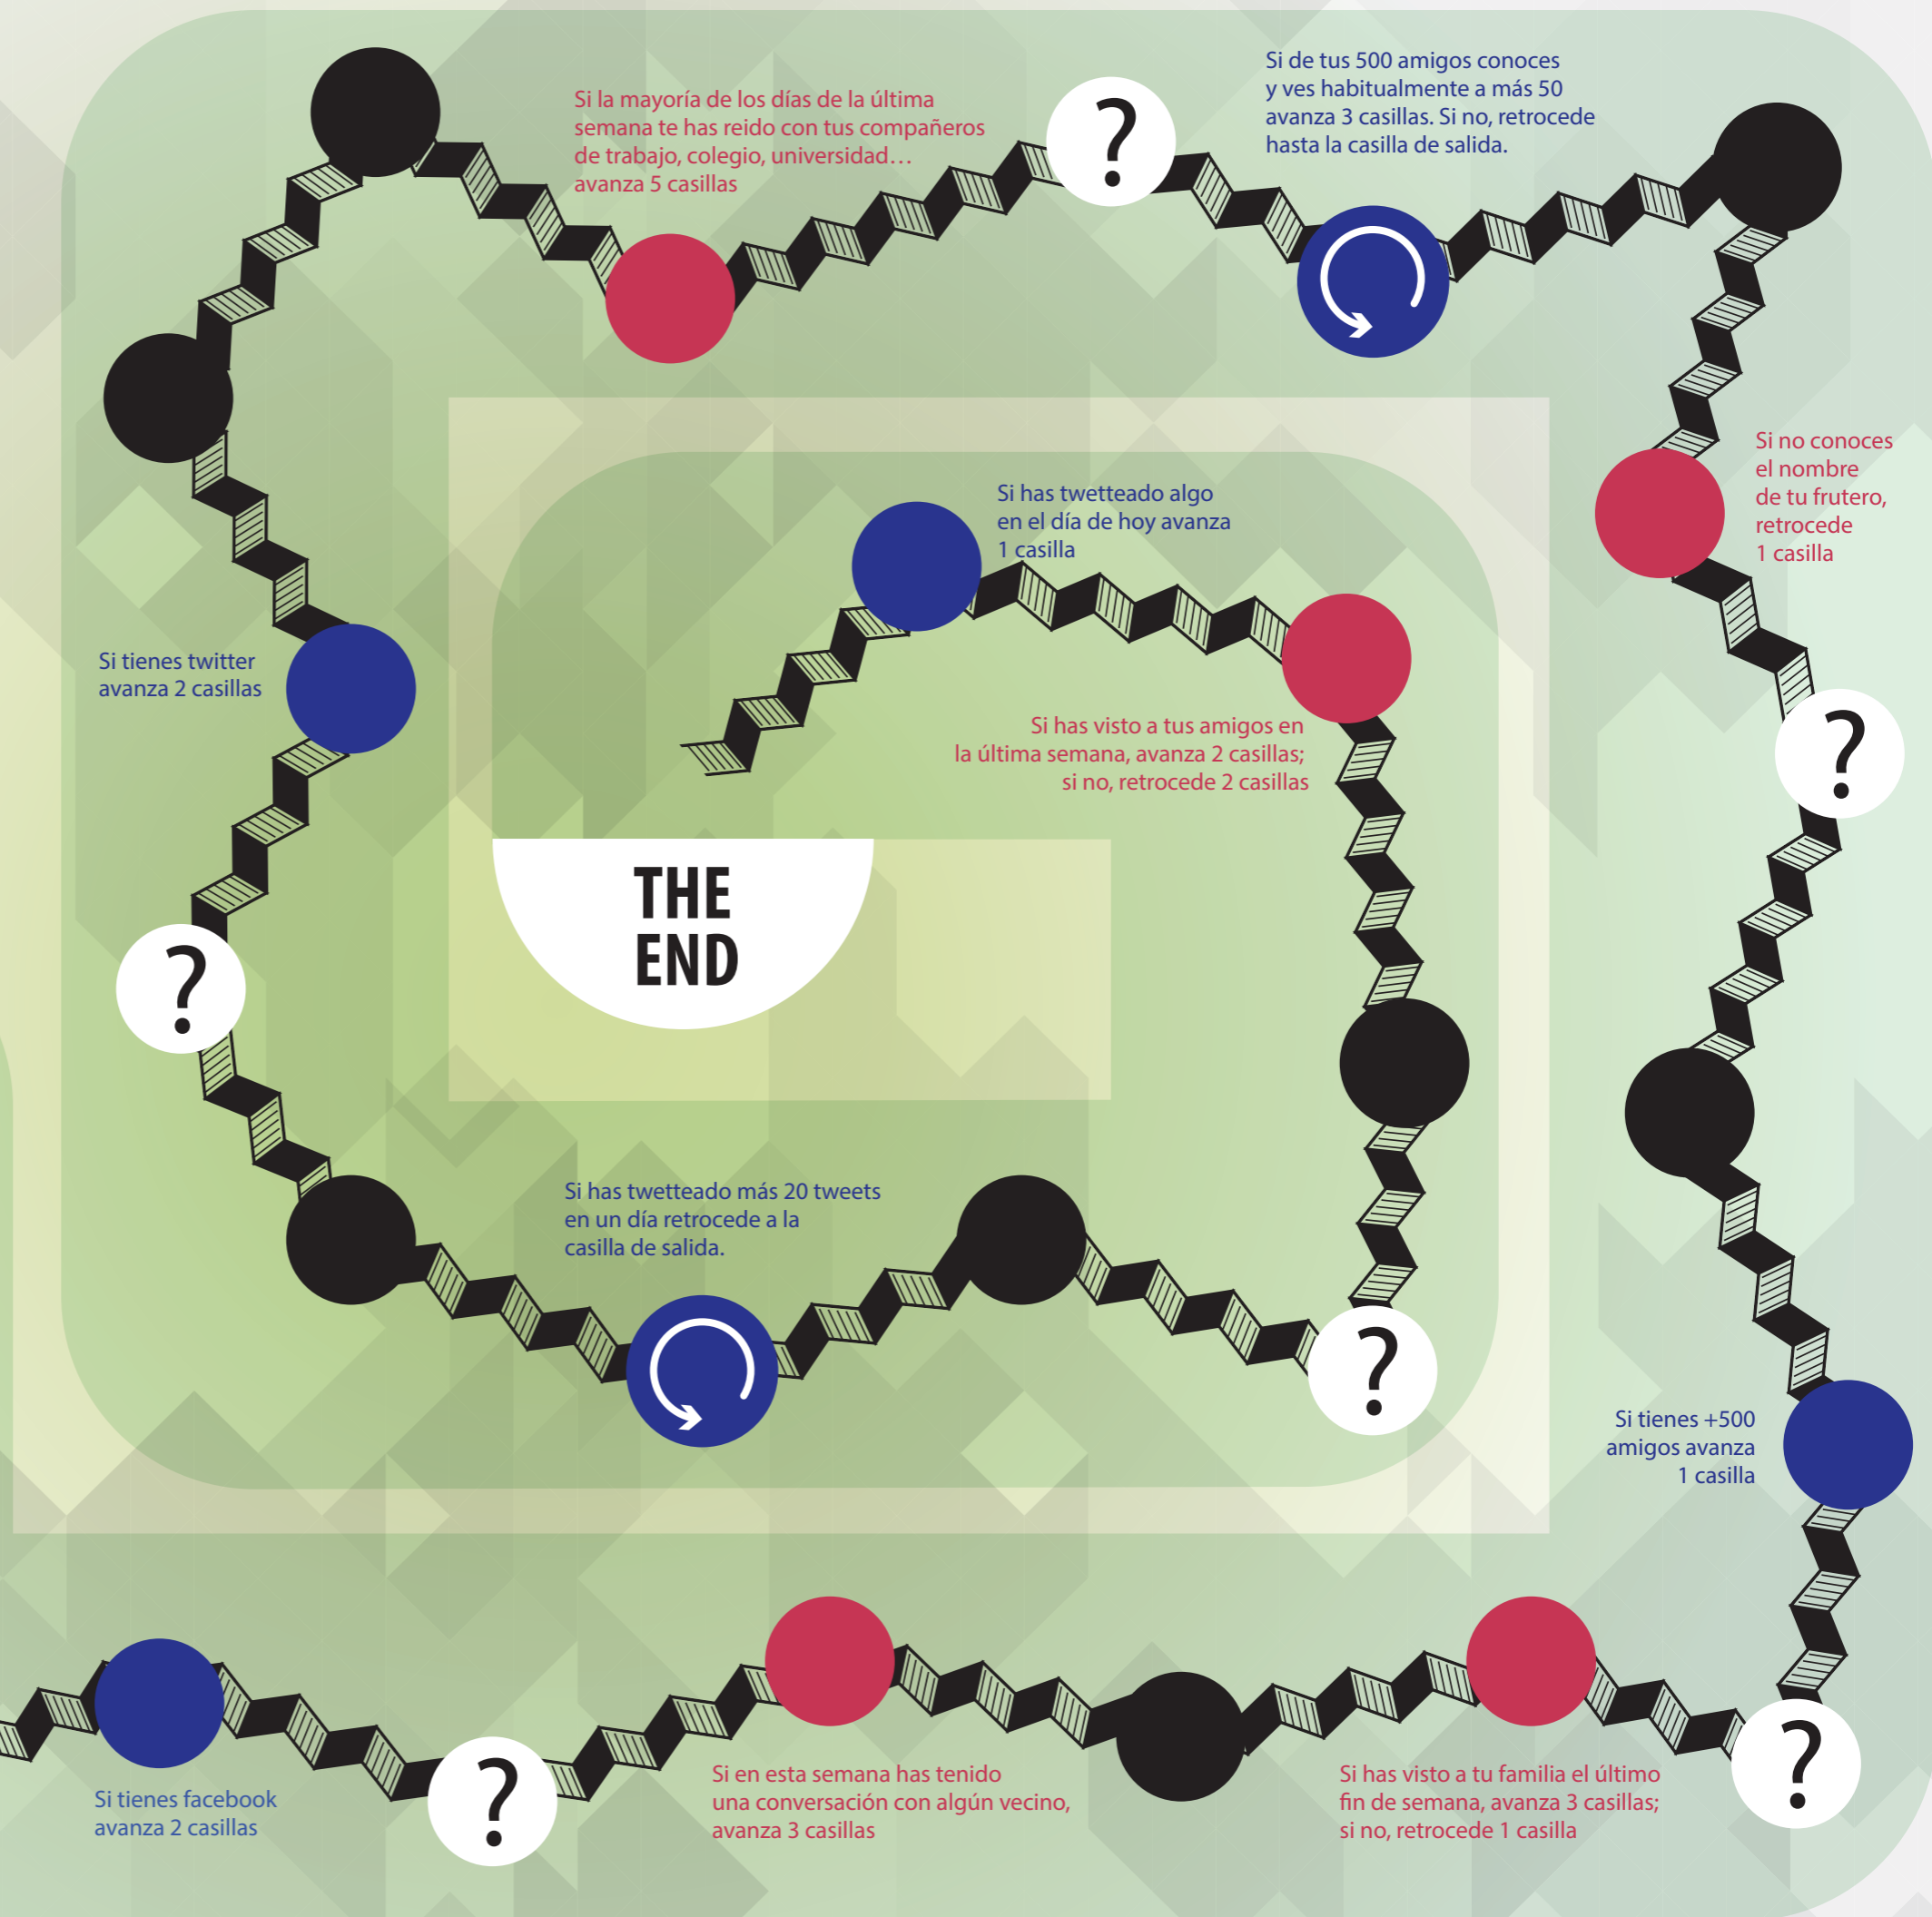 Si la mayoría de los días de la última
semana te has reido con tus compañeros
de trabajo, colegio, universidad…
avanza 5 casillas
?
Si de tus 500 amigos conoces
y ves habitualmente a más 50
avanza 3 casillas. Si no, retrocede
hasta la casilla de salida.
Si no conoces
el nombre
de tu frutero,
retrocede
1 casilla
Si has twetteado algo
en el día de hoy avanza
1 casilla
Si tienes twitter
avanza 2 casillas
Si has visto a tus amigos en
la última semana, avanza 2 casillas;
si no, retrocede 2 casillas
?
THE
END
?
Si has twetteado más 20 tweets
en un día retrocede a la
casilla de salida.
?
Si tienes +500
amigos avanza
1 casilla
Si tienes facebook
avanza 2 casillas
?
Si en esta semana has tenido
una conversación con algún vecino,
avanza 3 casillas
Si has visto a tu familia el último
fin de semana, avanza 3 casillas;
si no, retrocede 1 casilla
?